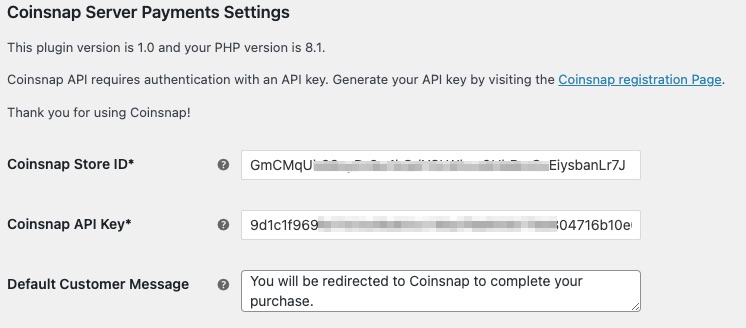 Coinsnap Server Payments Settings
This plugin version is 1.0 and your PHP version is 8.1.
Coinsnap API requires authentication with an API key. Generate your API key by visiting the Coinsnap registration Page.
Thank you for using Coinsnap!
Coinsnap Store ID* ? GmCMqU EiysbanLr7J
Coinsnap API Key* ? 9d1c1f969 04716b10e
Default Customer Message ? You will be redirected to Coinsnap to complete your
purchase.